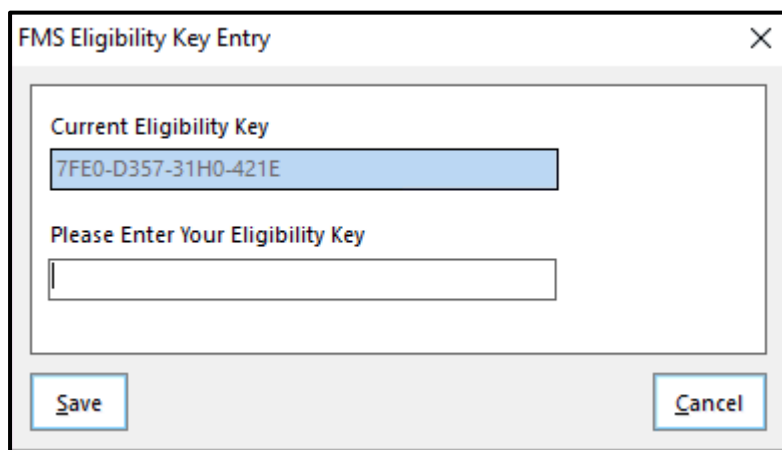 FMS Eligibility Key Entry
Current Eligibility Key
7FE0-D357-31H0-421E
Please Enter Your Eligibility Key
Save
Cancel